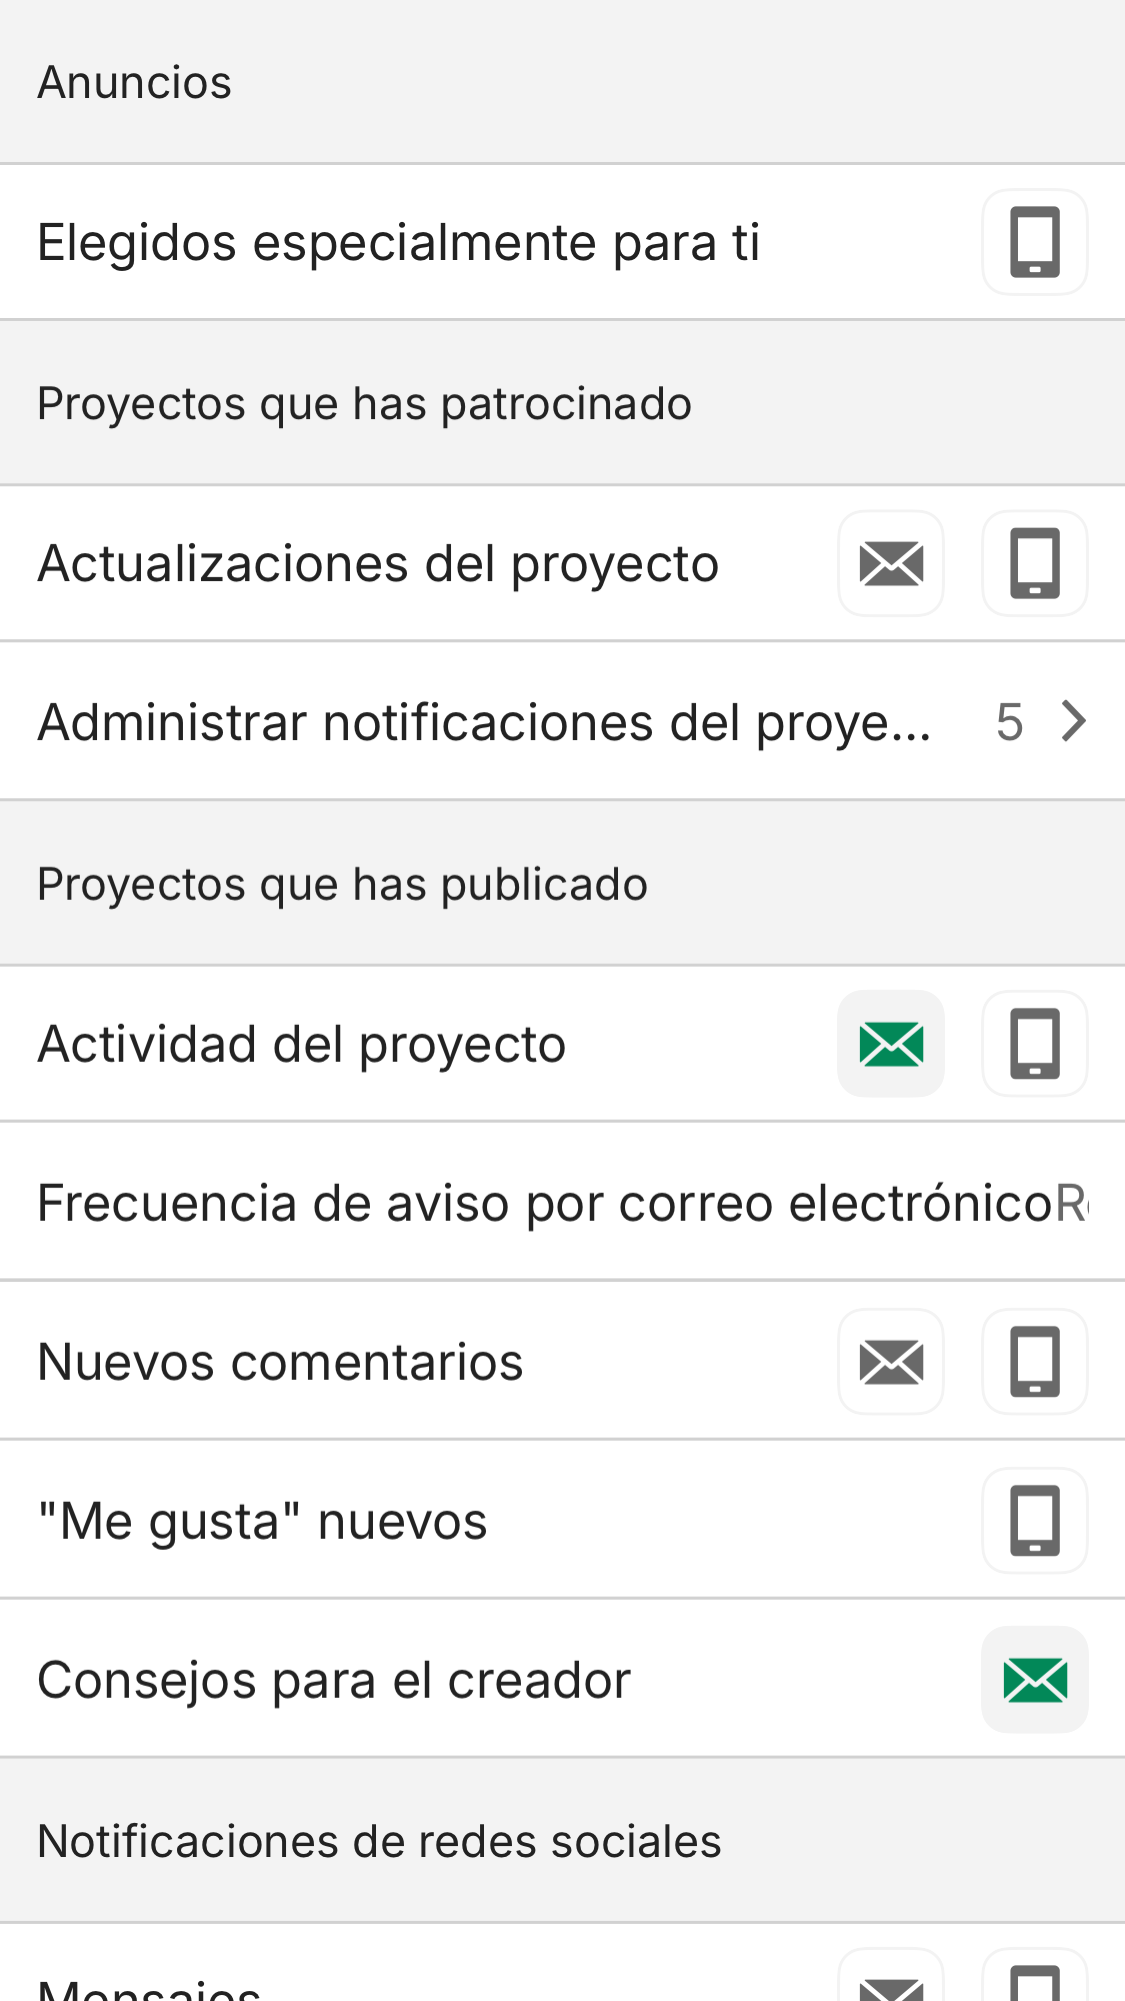 Anuncios
Elegidos especialmente para ti
Proyectos que has patrocinado
Actualizaciones del proyecto
Administrar notificaciones del proye... 5
Proyectos que has publicado
Actividad del proyecto
Frecuencia de aviso por correo electrónico
Nuevos comentarios
"Me gusta" nuevos
Consejos para el creador
Notificaciones de redes sociales
Mensajes